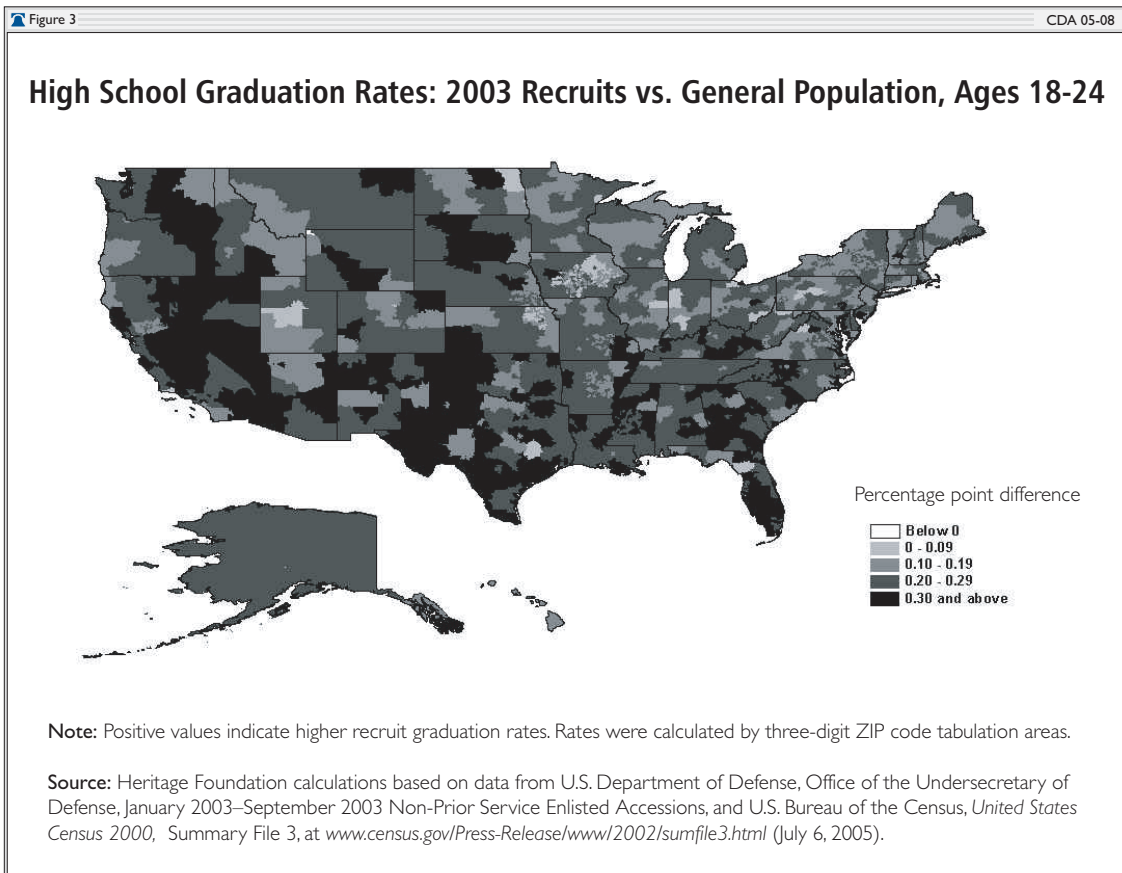 Figure 3
CDA 05-08
High School Graduation Rates: 2003 Recruits vs. General Population, Ages 18-24
Percentage point difference
Below 0
0 - 0.09
0.10 - 0.19
0.20 - 0.29
0.30 and above
Note: Positive values indicate higher recruit graduation rates. Rates were calculated by three-digit ZIP code tabulation areas.
Source: Heritage Foundation calculations based on data from U.S. Department of Defense, Office of the Undersecretary of
Defense, January 2003–September 2003 Non-Prior Service Enlisted Accessions, and U.S. Bureau of the Census, United States
Census 2000, Summary File 3, at www.census.gov/Press-Release/www/2002/sumfile3.html (July 6, 2005).